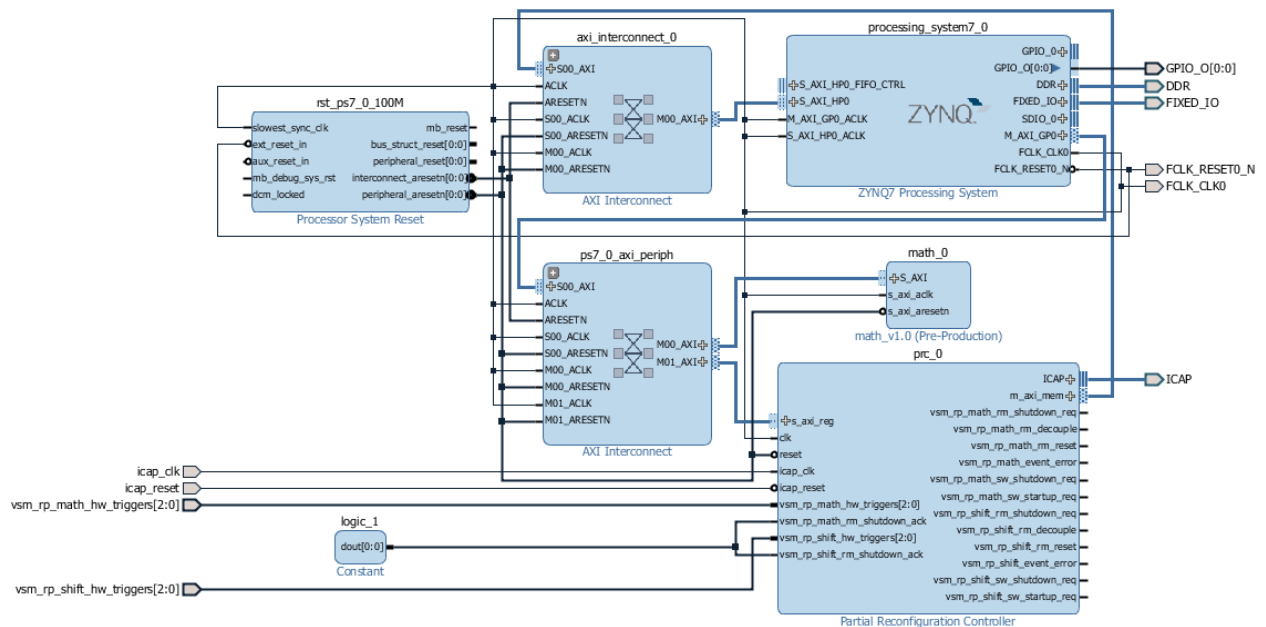 axi_interconnect_0
S00_AXI
ACLK
ARESETN
S00_ACLK
S00_ARESETN
M00_ACLK
M00_ARESETN
M00_AXI
AXI Interconnect
processing_system7_0
S_AXI_HP0_FIFO_CTRL
S_AXI_HP0
M_AXI_GP0_ACLK
S_AXI_HP0_ACLK
ZYNQ
GPIO_0
GPIO_O[0:0]
DDR
FIXED_IO
SDIO_0
M_AXI_GP0
FCLK_CLK0
FCLK_RESET0_N
ZYNQ7 Processing System
GPIO_O[0:0]
DDR
FIXED_IO
FCLK_RESET0_N
FCLK_CLK0
rst_ps7_0_100M
slowest_sync_clk
ext_reset_in
aux_reset_in
mb_debug_sys_rst
dcm_locked
mb_reset
bus_struct_reset[0:0]
peripheral_reset[0:0]
interconnect_aresetn[0:0]
peripheral_aresetn[0:0]
Processor System Reset
ps7_0_axi_periph
S00_AXI
ACLK
ARESETN
S00_ACLK
S00_ARESETN
M00_ACLK
M00_ARESETN
M01_ACLK
M01_ARESETN
M00_AXI
M01_AXI
AXI Interconnect
math_0
S_AXI
s_axi_aclk
s_axi_aresetn
math_v1.0 (Pre-Production)
prc_0
s_axi_reg
clk
reset
icap_clk
icap_reset
vsm_rp_math_hw_triggers[2:0]
vsm_rp_math_rm_shutdown_ack
vsm_rp_shift_hw_triggers[2:0]
vsm_rp_shift_rm_shutdown_ack
ICAP
m_axi_mem
vsm_rp_math_rm_shutdown_req
vsm_rp_math_rm_decouple
vsm_rp_math_rm_reset
vsm_rp_math_event_error
vsm_rp_math_sw_shutdown_req
vsm_rp_math_sw_startup_req
vsm_rp_shift_rm_shutdown_req
vsm_rp_shift_rm_decouple
vsm_rp_shift_rm_reset
vsm_rp_shift_event_error
vsm_rp_shift_sw_shutdown_req
vsm_rp_shift_sw_startup_req
Partial Reconfiguration Controller
ICAP
icap_clk
icap_reset
vsm_rp_math_hw_triggers[2:0]
logic_1
dout[0:0]
Constant
vsm_rp_shift_hw_triggers[2:0]